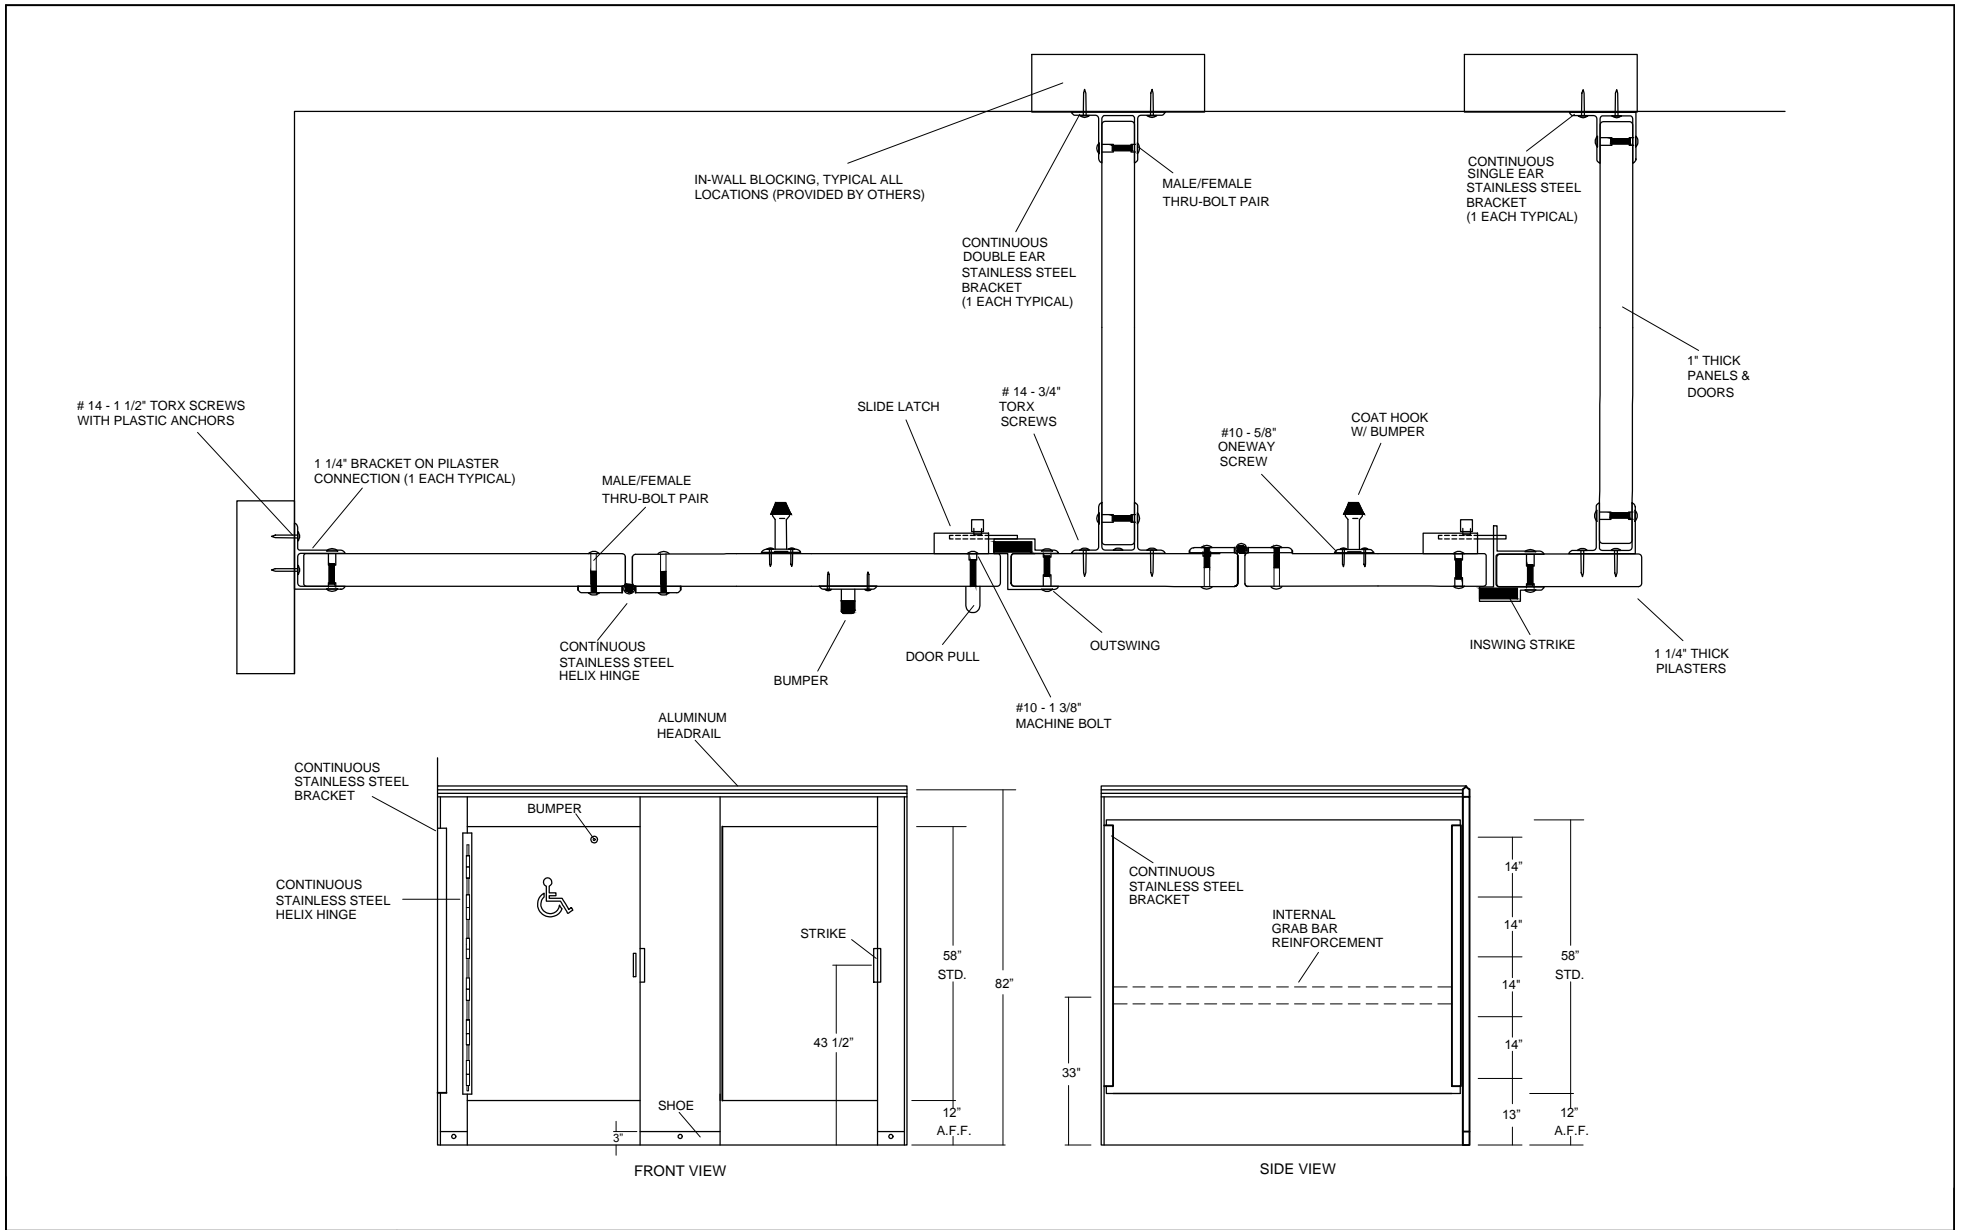 IN-WALL BLOCKING, TYPICAL ALL
LOCATIONS (PROVIDED BY OTHERS)
MALE/FEMALE
THRU-BOLT PAIR
CONTINUOUS
SINGLE EAR
STAINLESS STEEL
BRACKET
(1 EACH TYPICAL)
CONTINUOUS
DOUBLE EAR
STAINLESS STEEL
BRACKET
(1 EACH TYPICAL)
1" THICK
PANELS &
DOORS
# 14 - 1 1/2" TORX SCREWS
WITH PLASTIC ANCHORS
SLIDE LATCH
# 14 - 3/4"
TORX
SCREWS
#10 - 5/8"
ONEWAY
SCREW
COAT HOOK
W/ BUMPER
1 1/4" BRACKET ON PILASTER
CONNECTION (1 EACH TYPICAL)
MALE/FEMALE
THRU-BOLT PAIR
CONTINUOUS
STAINLESS STEEL
HELIX HINGE
BUMPER
DOOR PULL
OUTSWING
INSWING STRIKE
1 1/4" THICK
PILASTERS
#10 - 1 3/8"
MACHINE BOLT
ALUMINUM
HEADRAIL
CONTINUOUS
STAINLESS STEEL
BRACKET
BUMPER
CONTINUOUS
STAINLESS STEEL
HELIX HINGE
STRIKE
58"
STD.
82"
43 1/2"
SHOE
3"
12"
A.F.F.
FRONT VIEW
CONTINUOUS
STAINLESS STEEL
BRACKET
INTERNAL
GRAB BAR
REINFORCEMENT
33"
14"
14"
14"
14"
13"
58"
STD.
12"
A.F.F.
SIDE VIEW